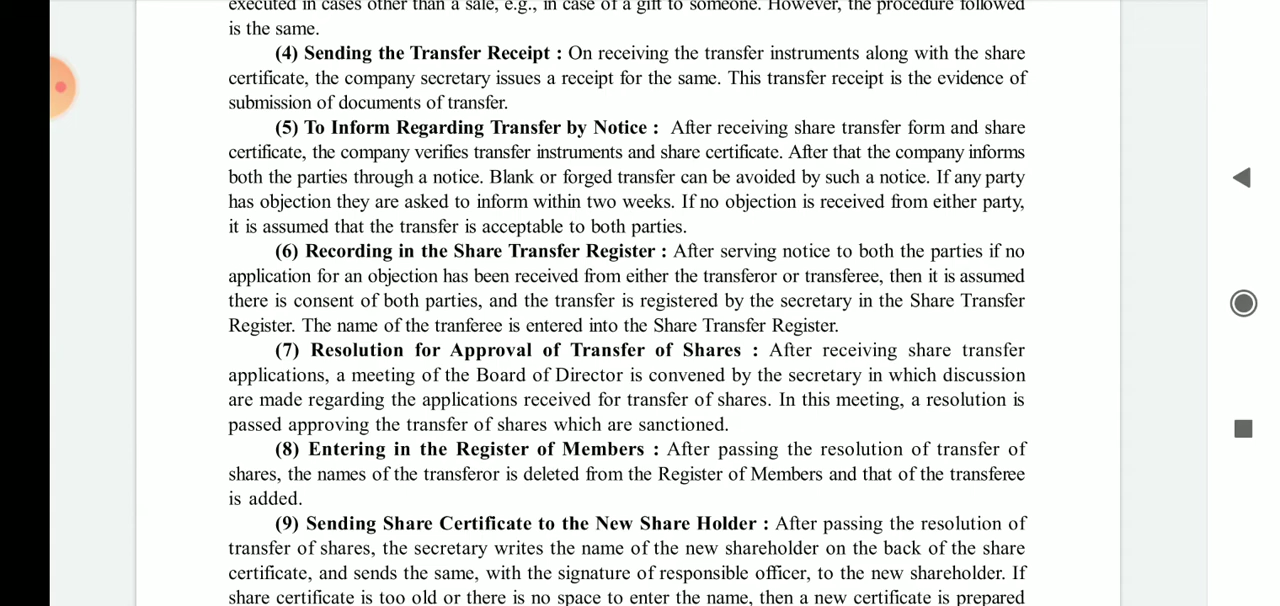 executed in cases other than a sale, e.g., in case of a gift to someone. However, the procedure followed
is the same.
(4) Sending the Transfer Receipt : On receiving the transfer instruments along with the share
certificate, the company secretary issues a receipt for the same. This transfer receipt is the evidence of
submission of documents of transfer.
(5) To Inform Regarding Transfer by Notice : After receiving share transfer form and share
certificate, the company verifies transfer instruments and share certificate. After that the company informs
both the parties through a notice. Blank or forged transfer can be avoided by such a notice. If any party
has objection they are asked to inform within two weeks. If no objection is received from either party,
it is assumed that the transfer is acceptable to both parties.
(6) Recording in the Share Transfer Register : After serving notice to both the parties if no
application for an objection has been received from either the transferor or transferee, then it is assumed
there is consent of both parties, and the transfer is registered by the secretary in the Share Transfer
Register. The name of the tranferee is entered into the Share Transfer Register.
(7) Resolution for Approval of Transfer of Shares : After receiving share transfer
applications, a meeting of the Board of Director is convened by the secretary in which discussion
are made regarding the applications received for transfer of shares. In this meeting, a resolution is
passed approving the transfer of shares which are sanctioned.
(8) Entering in the Register of Members : After passing the resolution of transfer of
shares, the names of the transferor is deleted from the Register of Members and that of the transferee
is added.
(9) Sending Share Certificate to the New Share Holder : After passing the resolution of
transfer of shares, the secretary writes the name of the new shareholder on the back of the share
certificate, and sends the same, with the signature of responsible officer, to the new shareholder. If
share certificate is too old or there is no space to enter the name, then a new certificate is prepared